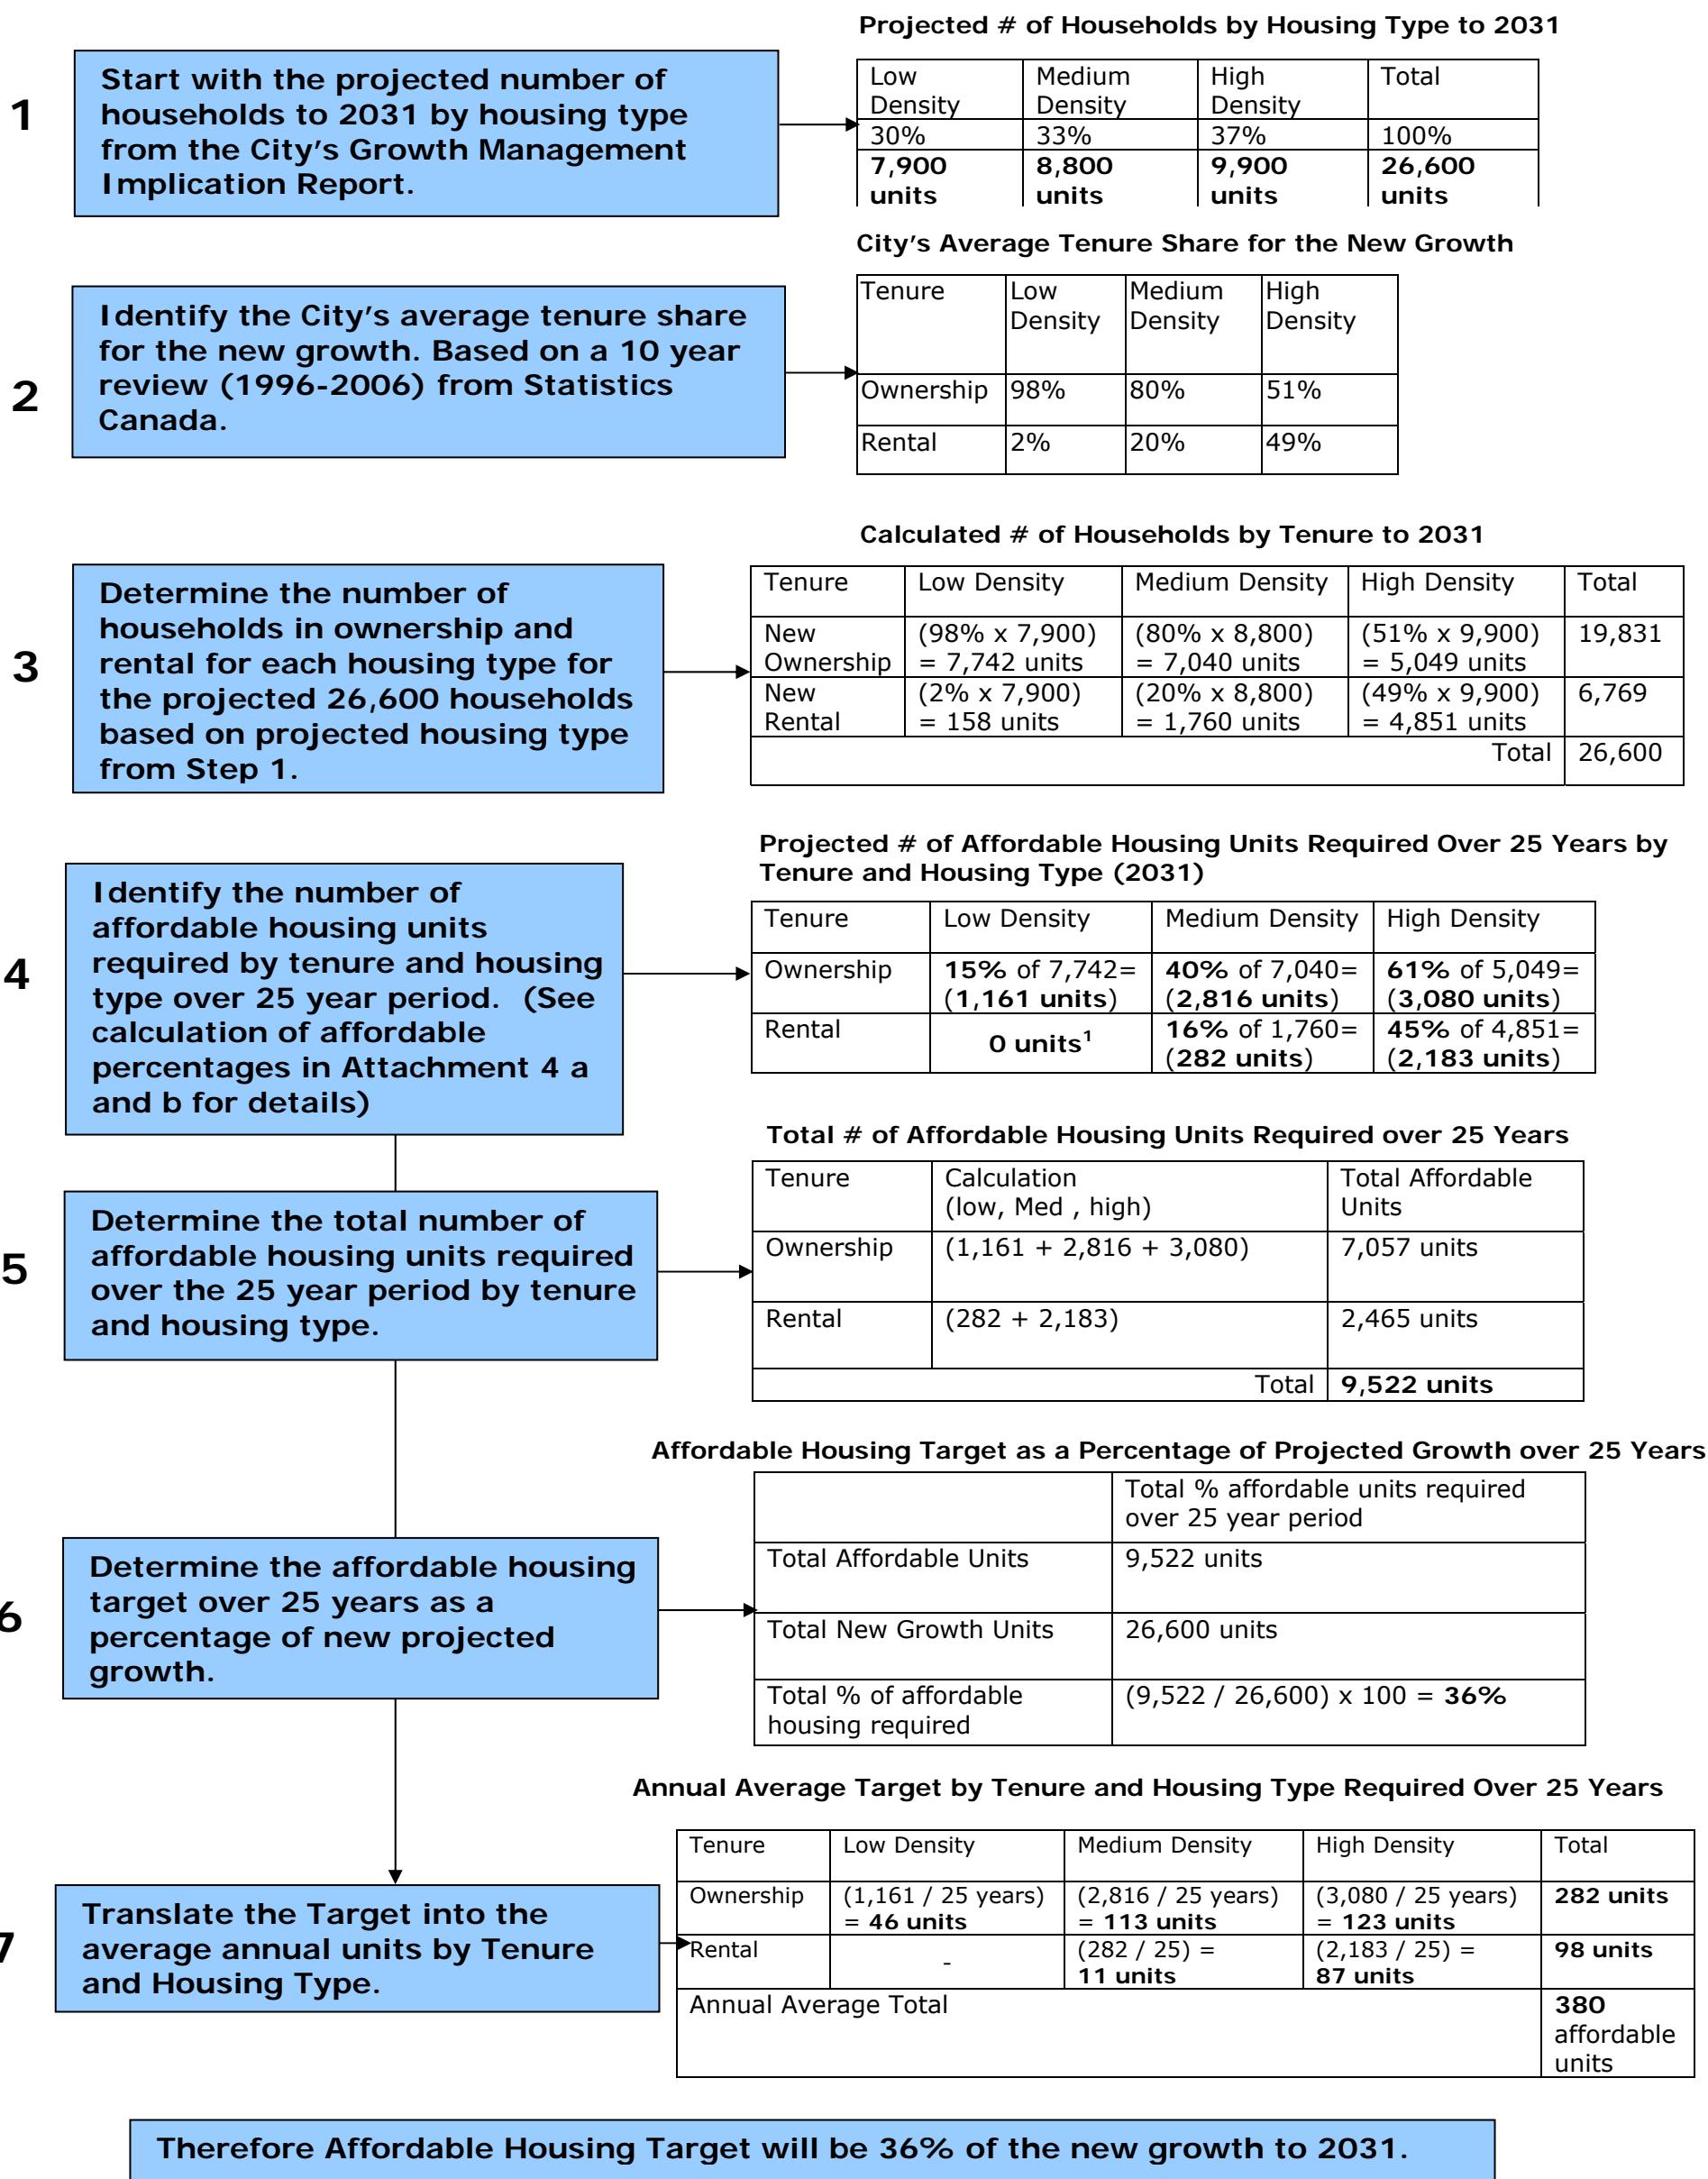 Projected # of Households by Housing Type to 2031
1
Start with the projected number of
households to 2031 by housing type
from the City's Growth Management
Implication Report.
Low Density Medium Density High Density Total
30% 33% 37% 100%
7,900 units 8,800 units 9,900 units 26,600 units
City's Average Tenure Share for the New Growth
2
Identify the City's average tenure share
for the new growth. Based on a 10 year
review (1996-2006) from Statistics
Canada.
Tenure Low Density Medium Density High Density
Ownership 98% 80% 51%
Rental 2% 20% 49%
Calculated # of Households by Tenure to 2031
3
Determine the number of
households in ownership and
rental for each housing type for
the projected 26,600 households
based on projected housing type
from Step 1.
Tenure Low Density Medium Density High Density Total
New (98% x 7,900) (80% x 8,800) (51% x 9,900) 19,831
Ownership = 7,742 units = 7,040 units = 5,049 units
New (2% x 7,900) (20% x 8,800) (49% x 9,900) 6,769
Rental = 158 units = 1,760 units = 4,851 units
Total 26,600
Projected # of Affordable Housing Units Required Over 25 Years by
Tenure and Housing Type (2031)
4
Identify the number of
affordable housing units
required by tenure and housing
type over 25 year period. (See
calculation of affordable
percentages in Attachment 4 a
and b for details)
Tenure Low Density Medium Density High Density
Ownership 15% of 7,742= 40% of 7,040= 61% of 5,049=
(1,161 units) (2,816 units) (3,080 units)
Rental 0 units¹ 16% of 1,760= 45% of 4,851=
(282 units) (2,183 units)
Total # of Affordable Housing Units Required over 25 Years
5
Determine the total number of
affordable housing units required
over the 25 year period by tenure
and housing type.
Tenure Calculation Total Affordable
(low, Med , high) Units
Ownership (1,161 + 2,816 + 3,080) 7,057 units
Rental (282 + 2,183) 2,465 units
Total 9,522 units
Affordable Housing Target as a Percentage of Projected Growth over 25 Years
6
Determine the affordable housing
target over 25 years as a
percentage of new projected
growth.
Total % affordable units required
over 25 year period
Total Affordable Units 9,522 units
Total New Growth Units 26,600 units
Total % of affordable (9,522 / 26,600) x 100 = 36%
housing required
Annual Average Target by Tenure and Housing Type Required Over 25 Years
7
Translate the Target into the
average annual units by Tenure
and Housing Type.
Tenure Low Density Medium Density High Density Total
Ownership (1,161 / 25 years) (2,816 / 25 years) (3,080 / 25 years) 282 units
= 46 units = 113 units = 123 units
Rental - (282 / 25) = (2,183 / 25) = 98 units
11 units 87 units
Annual Average Total 380
affordable
units
Therefore Affordable Housing Target will be 36% of the new growth to 2031.